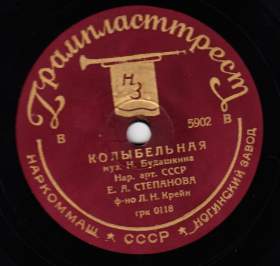 Грампласттрест
НЗ
В
5902 В
КОЛЫБЕЛЬНАЯ
муз. Н. Будашкина
Нар. арт. СССР
Е. А. СТЕПАНОВА
ф-но Л. Н. Крейн
грк 0118
НАРКОММАШ ★ СССР ★ НОГИНСКИЙ ЗАВОД